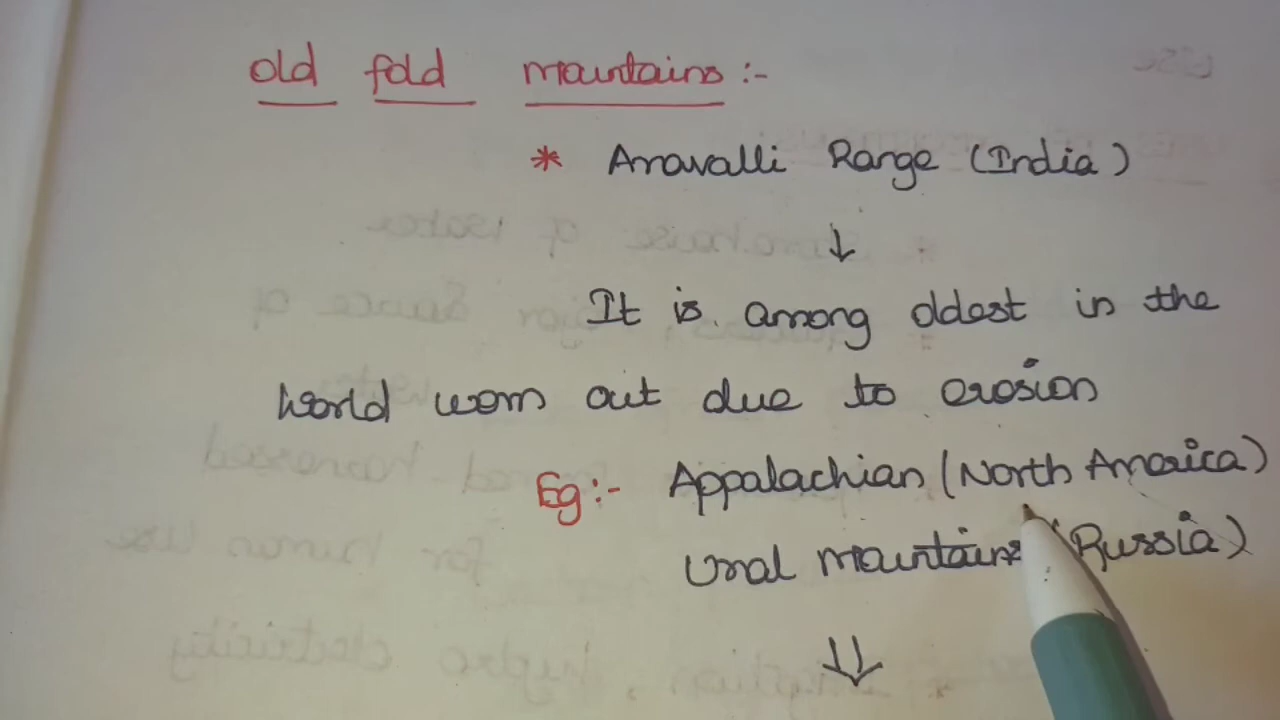 old fold mountains :-
* Aravalli Range (India)
↓
It is among oldest in the
world worn out due to erosion
Eg :- Appalachian (North America)
Ural mountains (Russia)
↓